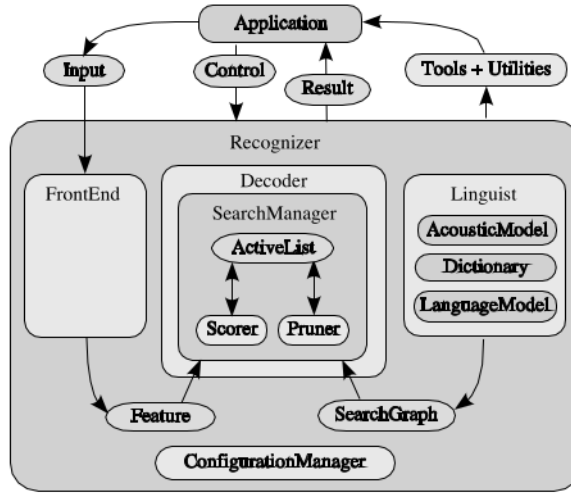 Application
Input
Control
Result
Tools + Utilities
Recognizer
FrontEnd
Decoder
SearchManager
ActiveList
Scorer
Pruner
Linguist
AcousticModel
Dictionary
LanguageModel
Feature
SearchGraph
ConfigurationManager